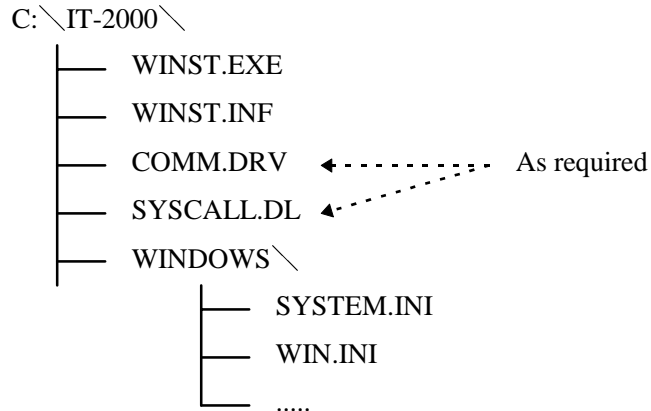 C:\IT-2000\
WINST.EXE
WINST.INF
COMM.DRV
As required
SYSCALL.DL
WINDOWS\
SYSTEM.INI
WIN.INI
.....